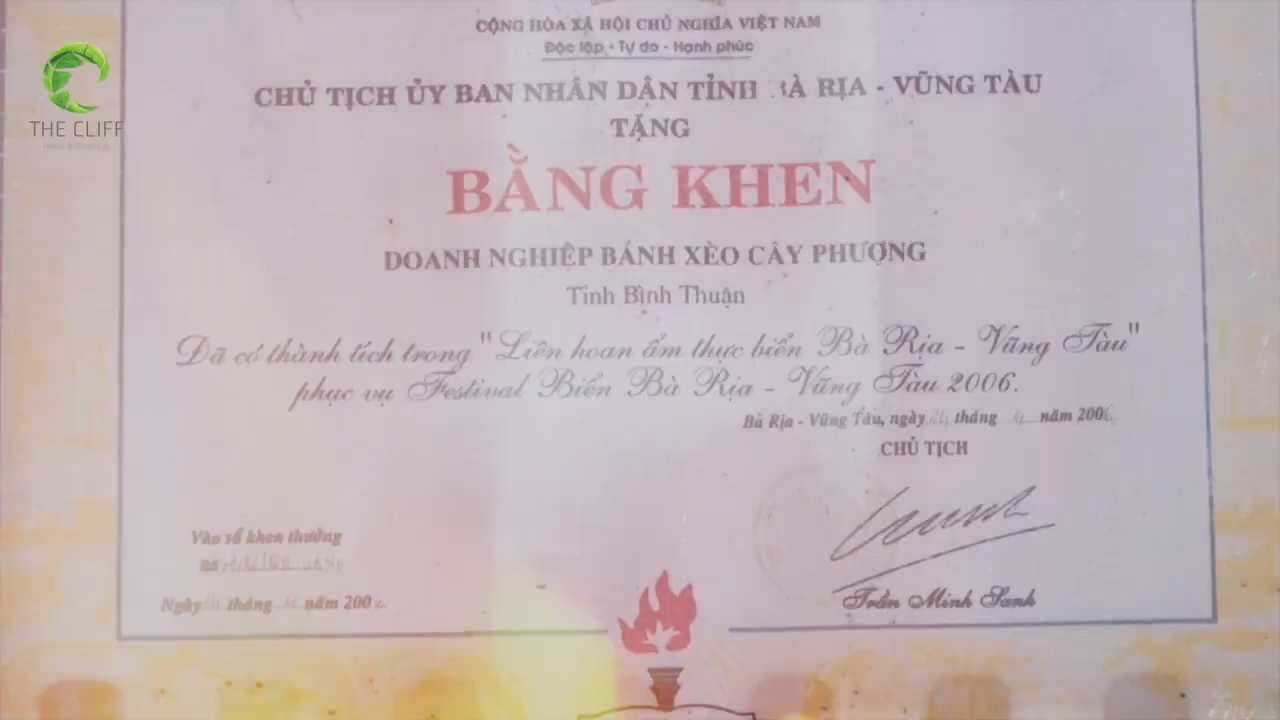 THE CLIFF
CỘNG HÒA XÃ HỘI CHỦ NGHĨA VIỆT NAM
Độc lập - Tự do - Hạnh phúc
CHỦ TỊCH ỦY BAN NHÂN DÂN TỈNH BÀ RỊA - VŨNG TÀU
TẶNG
BẰNG KHEN
DOANH NGHIỆP BÁNH XÈO CÂY PHƯỢNG
Tỉnh Bình Thuận
Đã có thành tích trong "Liên hoan ẩm thực biển Bà Rịa - Vũng Tàu"
phục vụ Festival Biển Bà Rịa - Vũng Tàu 2006.
Bà Rịa - Vũng Tàu, ngày tháng năm 200
CHỦ TỊCH
Vào sổ khen thưởng
Số
Ngày tháng năm 200
Trần Minh Sanh